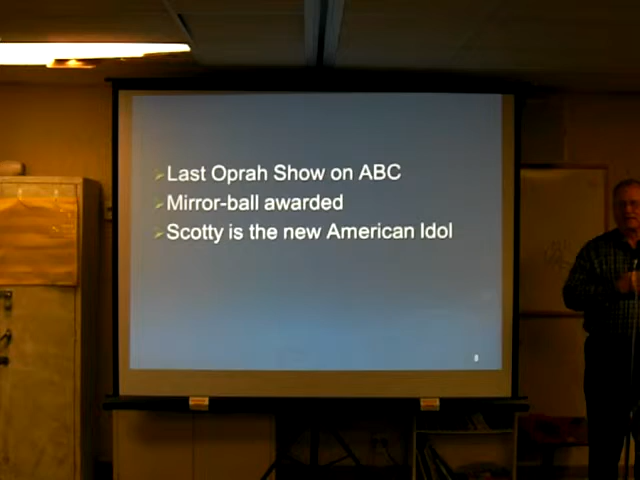 Last Oprah Show on ABC
Mirror-ball awarded
Scotty is the new American Idol
8